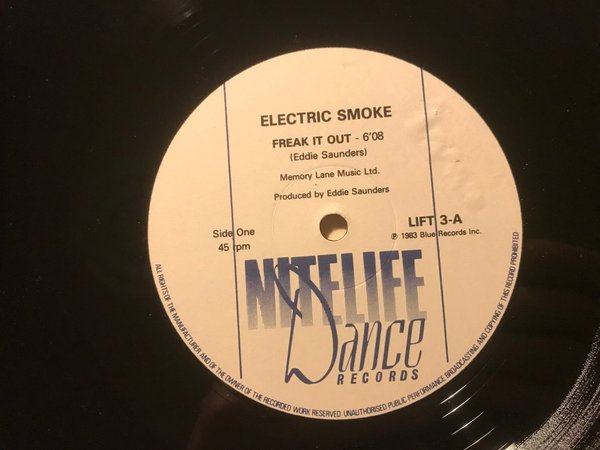 ELECTRIC SMOKE
FREAK IT OUT - 6'08
(Eddie Saunders)
Memory Lane Music Ltd.
Produced by Eddie Saunders
Side One
45 rpm
LIFT 3-A
℗ 1983 Blue Records Inc.
NITELIFE
Dance
RECORDS
ALL RIGHTS OF THE MANUFACTURER AND OF THE OWNER OF THE RECORDED WORK RESERVED UNAUTHORISED PUBLIC PERFORMANCE BROADCASTING AND COPYING OF THIS RECORD PROHIBITED